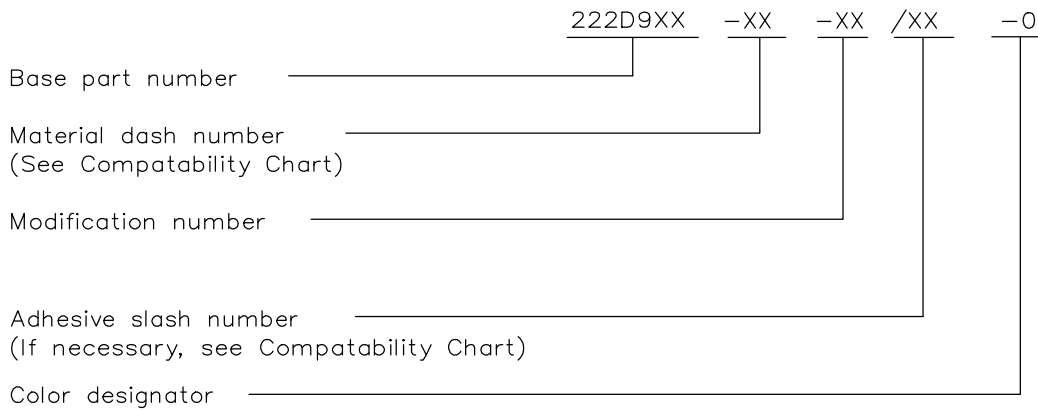 222D9XX -XX -XX /XX -0
Base part number
Material dash number
(See Compatability Chart)
Modification number
Adhesive slash number
(If necessary, see Compatability Chart)
Color designator